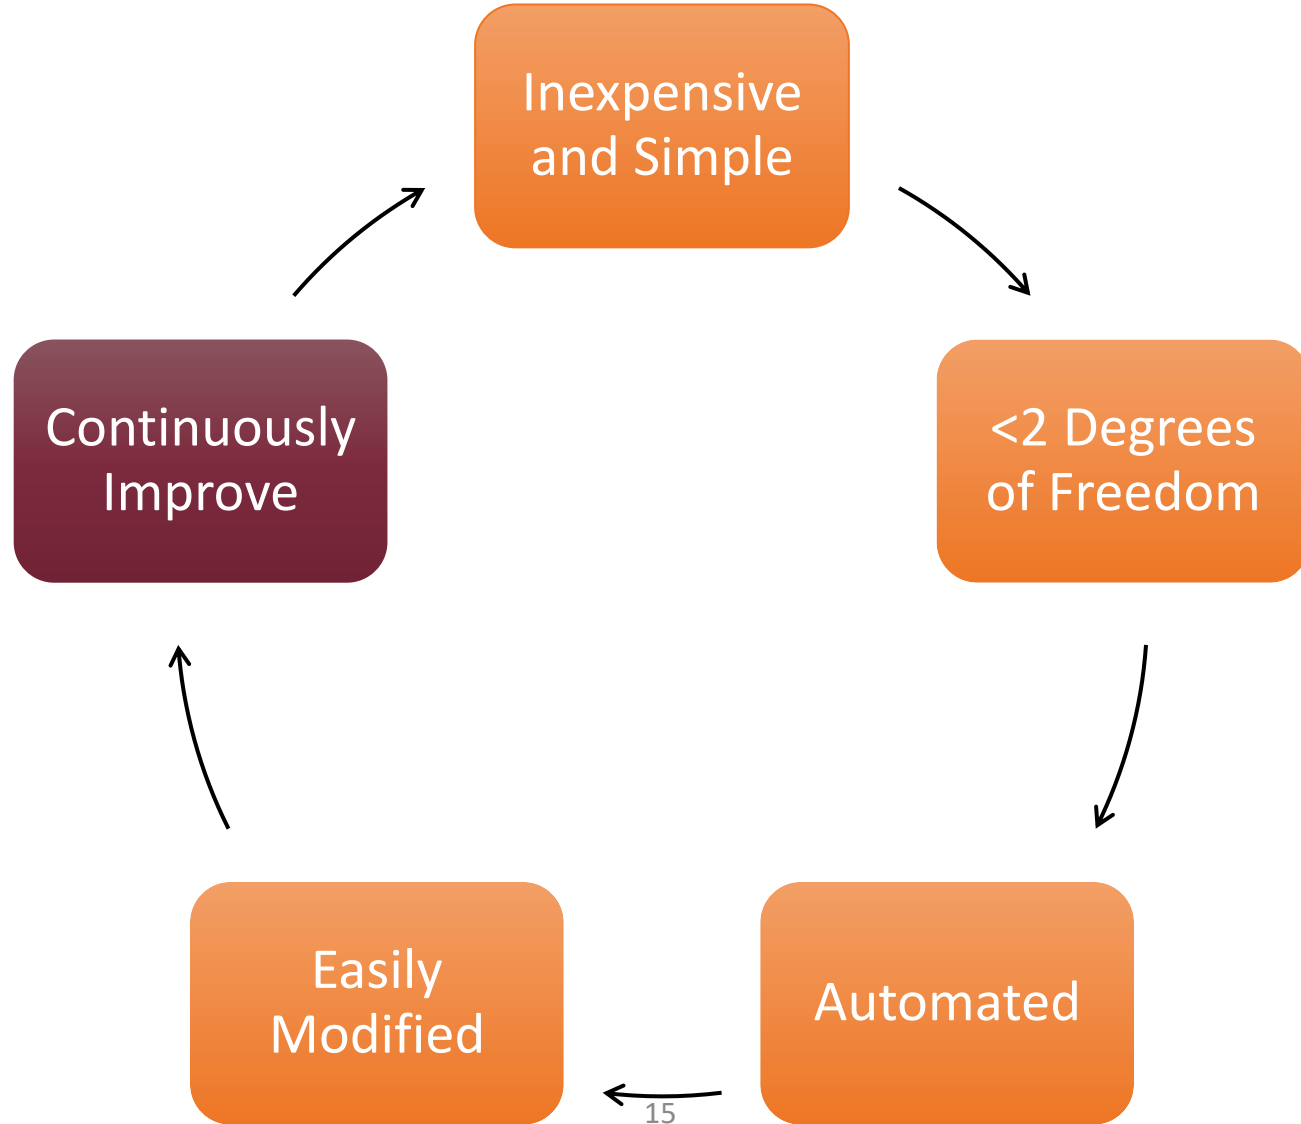 Inexpensive
and Simple
<2 Degrees
of Freedom
Automated
Easily
Modified
Continuously
Improve
15